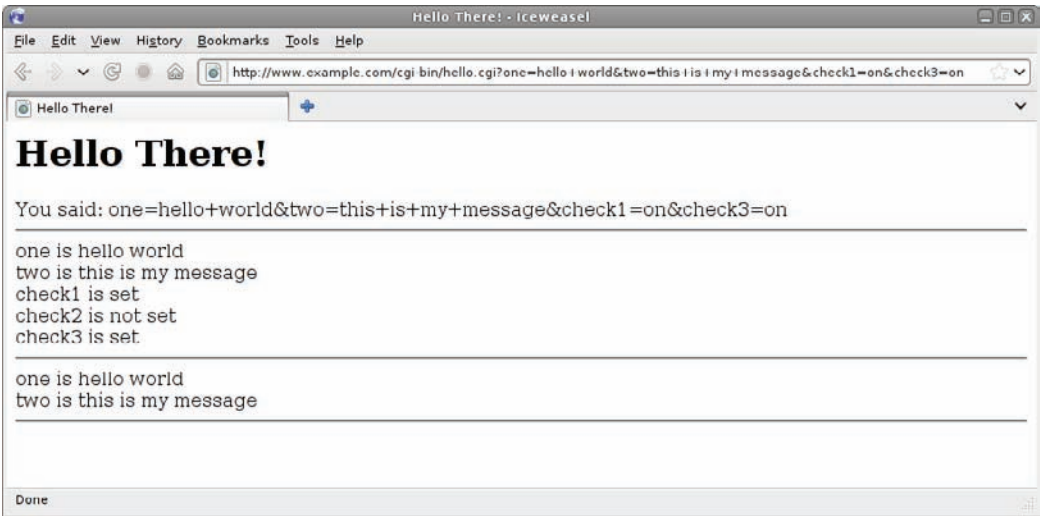 Hello There! - Iceweasel
File Edit View History Bookmarks Tools Help
http://www.example.com/cgi-bin/hello.cgi?one=hello+world&two=this+is+my+message&check1=on&check3=on
Hello There!
Hello There!
You said: one=hello+world&two=this+is+my+message&check1=on&check3=on
one is hello world
two is this is my message
check1 is set
check2 is not set
check3 is set
one is hello world
two is this is my message
Done